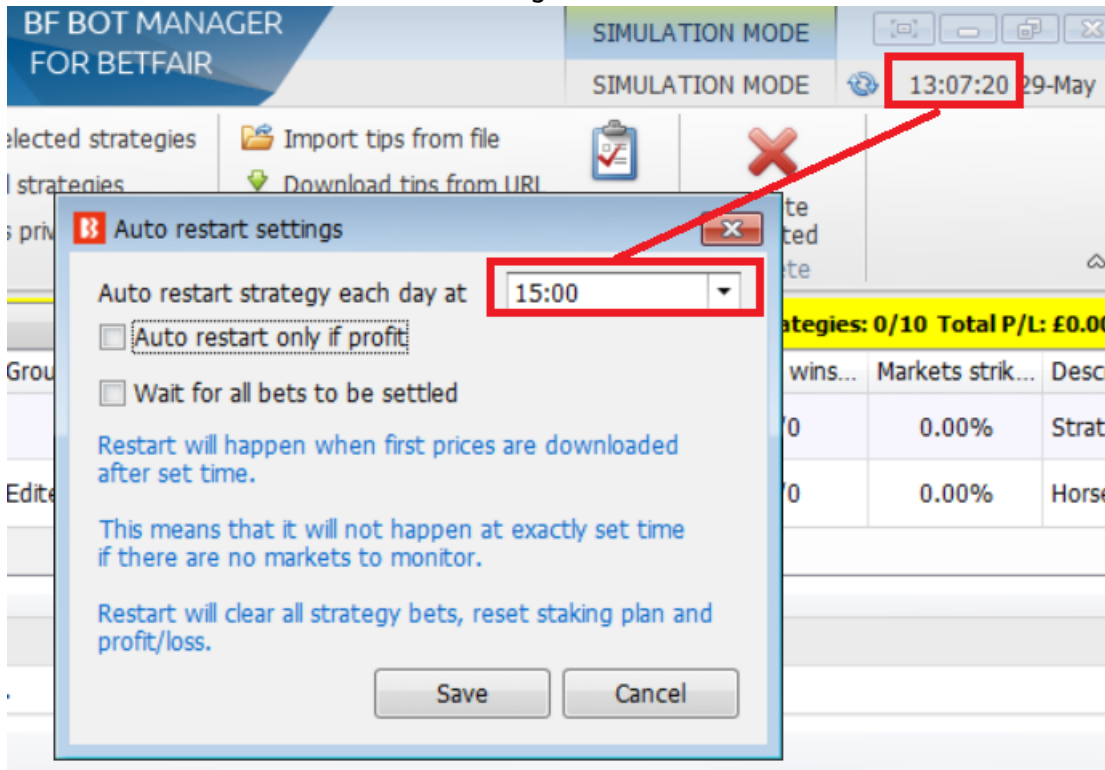 BF BOT MANAGER
FOR BETFAIR
SIMULATION MODE
SIMULATION MODE
13:07:20 29-May
elected strategies
Import tips from file
strategies
Download tips from URL
s priv
Auto restart settings
Auto restart strategy each day at 15:00
Auto restart only if profit
Wait for all bets to be settled
Restart will happen when first prices are downloaded
after set time.
This means that it will not happen at exactly set time
if there are no markets to monitor.
Restart will clear all strategy bets, reset staking plan and
profit/loss.
Save
Cancel
te
ted
te
ategies: 0/10 Total P/L: £0.00
Grou
wins...
Markets strik...
Descr
/0
0.00%
Strat
Edite
/0
0.00%
Horse